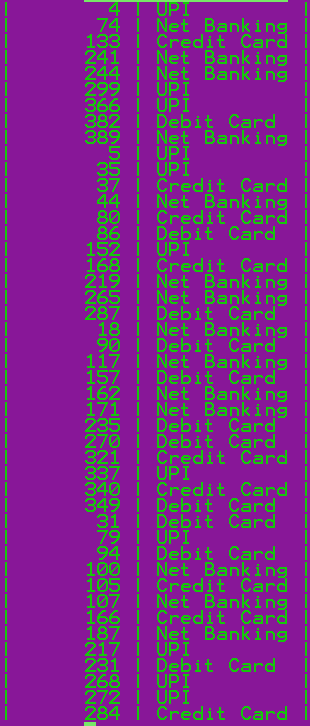 | 4 | UPI |
| 74 | Net Banking |
| 133 | Credit Card |
| 241 | Net Banking |
| 244 | Net Banking |
| 299 | UPI |
| 366 | UPI |
| 382 | Debit Card |
| 389 | Net Banking |
| 5 | UPI |
| 35 | UPI |
| 37 | Credit Card |
| 44 | Net Banking |
| 80 | Credit Card |
| 86 | Debit Card |
| 152 | UPI |
| 168 | Credit Card |
| 219 | Net Banking |
| 265 | Net Banking |
| 287 | Debit Card |
| 18 | Net Banking |
| 90 | Debit Card |
| 117 | Net Banking |
| 157 | Debit Card |
| 162 | Net Banking |
| 171 | Net Banking |
| 235 | Debit Card |
| 270 | Debit Card |
| 321 | Credit Card |
| 337 | UPI |
| 340 | Credit Card |
| 349 | Debit Card |
| 31 | Debit Card |
| 79 | UPI |
| 94 | Debit Card |
| 100 | Net Banking |
| 105 | Credit Card |
| 107 | Net Banking |
| 166 | Credit Card |
| 187 | Net Banking |
| 217 | UPI |
| 231 | Debit Card |
| 268 | UPI |
| 272 | UPI |
| 284 | Credit Card |